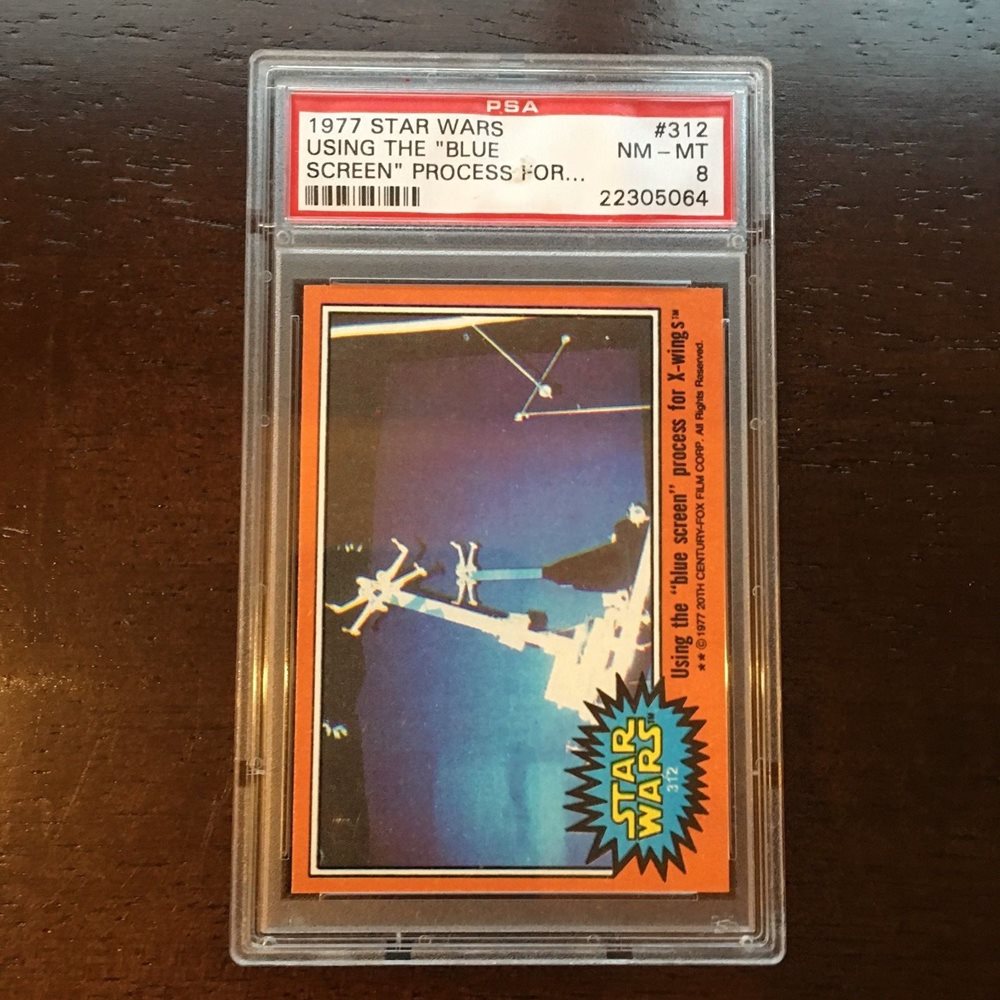 PSA
1977 STAR WARS #312
USING THE "BLUE NM - MT
SCREEN" PROCESS FOR... 8
22305064
Using the "blue screen" process for X-wings™
★★ © 1977 20TH CENTURY-FOX FILM CORP. All Rights Reserved.
STAR
WARS™
312